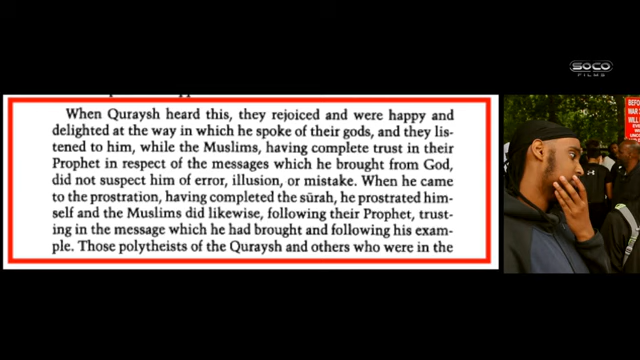 SOCO
FILMS
When Quraysh heard this, they rejoiced and were happy and
delighted at the way in which he spoke of their gods, and they lis-
tened to him, while the Muslims, having complete trust in their
Prophet in respect of the messages which he brought from God,
did not suspect him of error, illusion, or mistake. When he came
to the prostration, having completed the sūrah, he prostrated him-
self and the Muslims did likewise, following their Prophet, trust-
ing in the message which he had brought and following his exam-
ple. Those polytheists of the Quraysh and others who were in the
BEFO
WAR
WILL